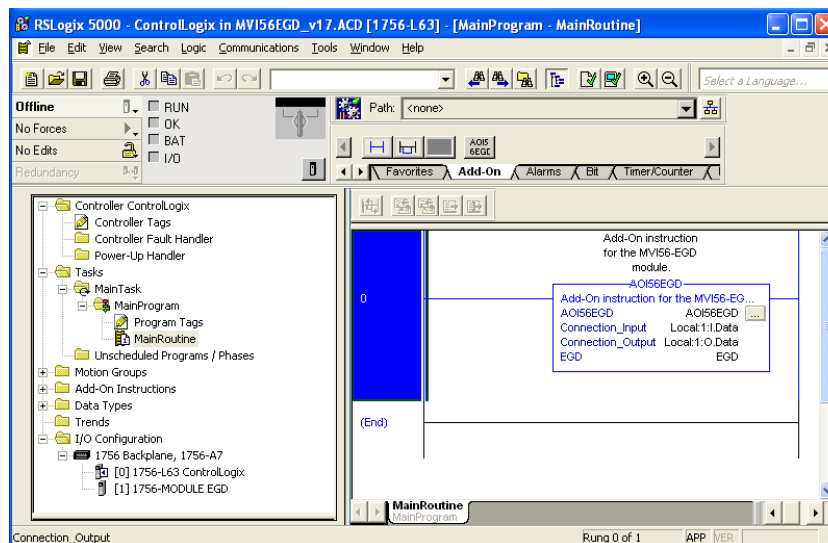 RSLogix 5000 - ControlLogix in MVI56EGD_v17.ACD [1756-L63] - [MainProgram - MainRoutine]
File Edit View Search Logic Communications Tools Window Help
Select a Language...
Offline
RUN
No Forces
OK
No Edits
BAT
Redundancy
I/O
Path: <none>
AOI5
6EGI
Favorites Add-On Alarms Bit Timer/Counter
Controller ControlLogix
Controller Tags
Controller Fault Handler
Power-Up Handler
Tasks
MainTask
MainProgram
Program Tags
MainRoutine
Unscheduled Programs / Phases
Motion Groups
Add-On Instructions
Data Types
Trends
I/O Configuration
1756 Backplane, 1756-A7
[0] 1756-L63 ControlLogix
[1] 1756-MODULE EGD
0
Add-On instruction
for the MVI56-EGD
module.
AOI56EGD
Add-On instruction for the MVI56-EG...
AOI56EGD AOI56EGD ...
Connection_Input Local:1:I.Data
Connection_Output Local:1:O.Data
EGD EGD
(End)
MainRoutine
MainProgram
Connection_Output
Rung 0 of 1 APP VER